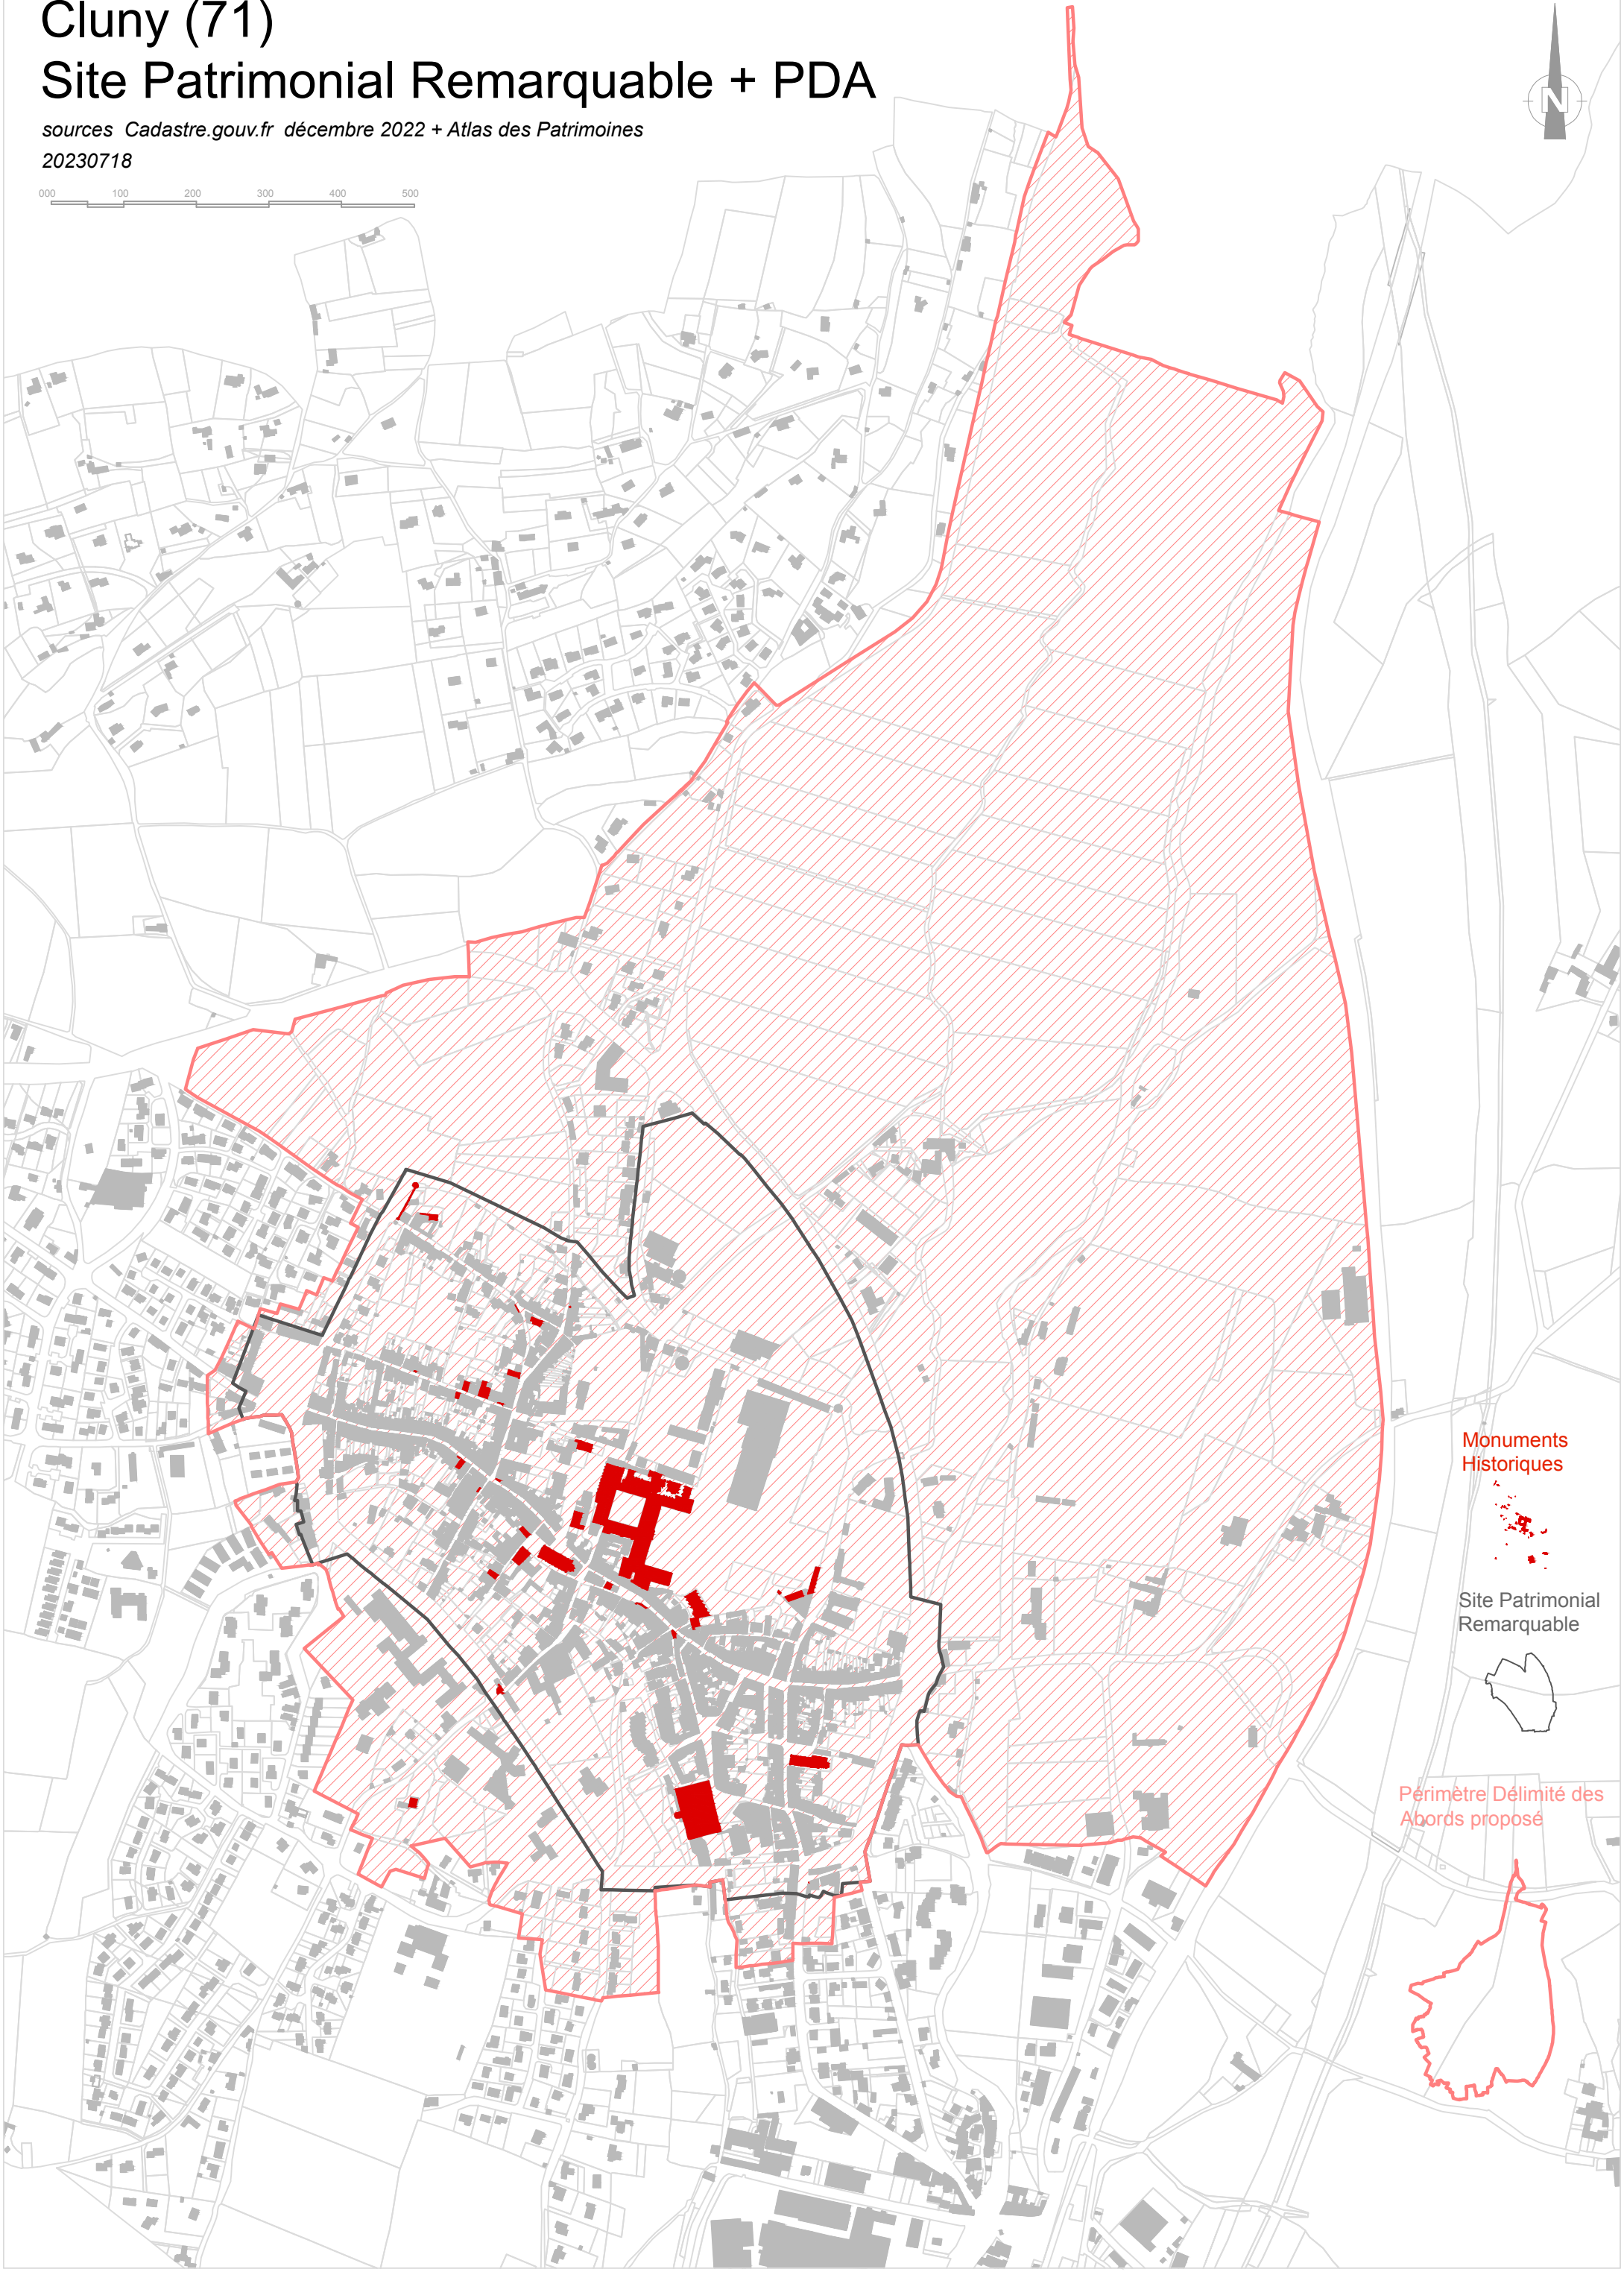 Cluny (71)
Site Patrimonial Remarquable + PDA
sources Cadastre.gouv.fr décembre 2022 + Atlas des Patrimoines
20230718
000 100 200 300 400 500
N
Monuments
Historiques
Site Patrimonial
Remarquable
Périmètre Délimité des
Abords proposé